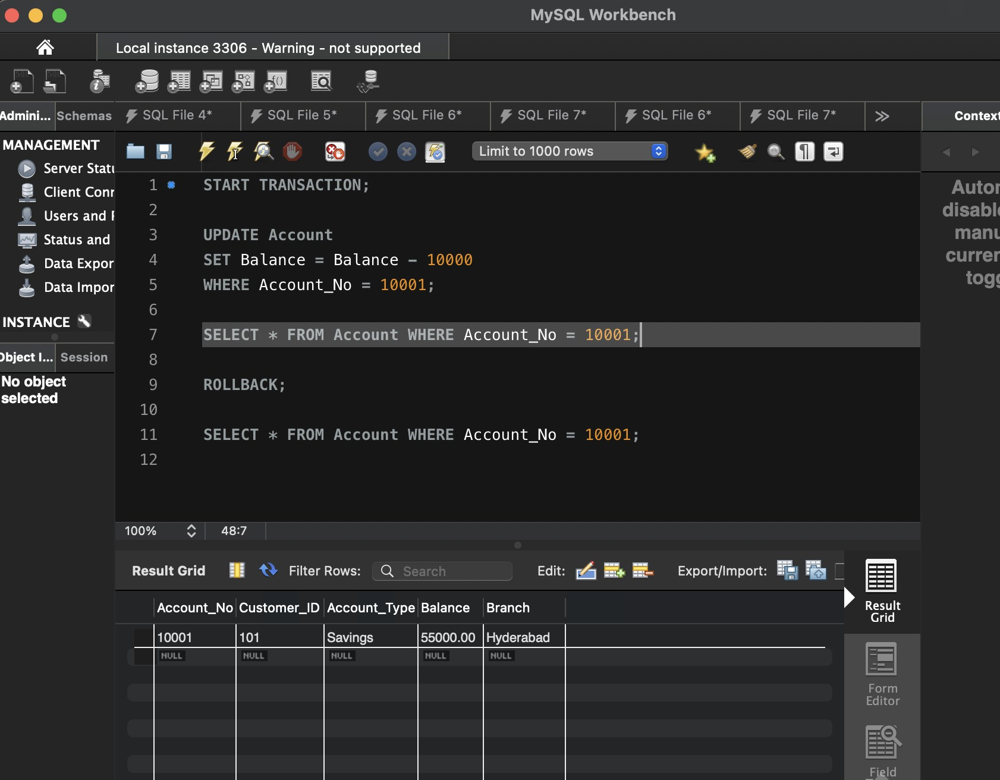 MySQL Workbench
Local instance 3306 - Warning - not supported
Admini... Schemas
SQL File 4* SQL File 5* SQL File 6* SQL File 7* SQL File 6* SQL File 7* >>
Context
MANAGEMENT
Server Statu
Client Conn
Users and P
Status and
Data Expor
Data Impor
INSTANCE
Object I... Session
No object
selected
Limit to 1000 rows
1 START TRANSACTION;
2
3 UPDATE Account
4 SET Balance = Balance - 10000
5 WHERE Account_No = 10001;
6
7 SELECT * FROM Account WHERE Account_No = 10001;
8
9 ROLLBACK;
10
11 SELECT * FROM Account WHERE Account_No = 10001;
12
Autom
disable
manu
curren
togg
100% 48:7
Result Grid Filter Rows: Search Edit: Export/Import:
Account_No Customer_ID Account_Type Balance Branch
10001 101 Savings 55000.00 Hyderabad
NULL NULL NULL NULL NULL
Result
Grid
Form
Editor
Field